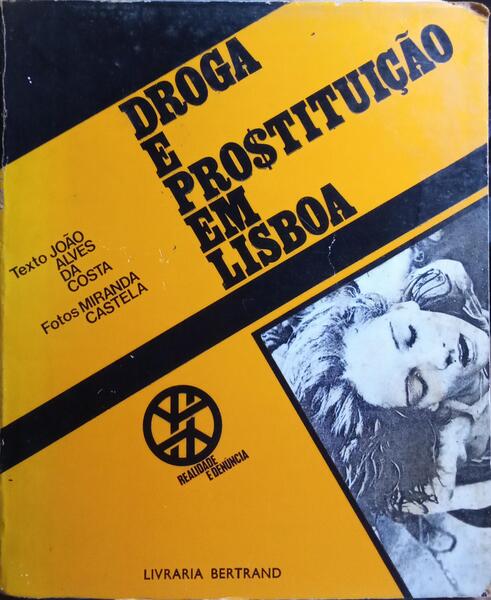 DROGA
E
PRO$TITUIÇÃO
EM
LISBOA
Texto JOÃO
ALVES
DA
COSTA
Fotos MIRANDA
CASTELA
REALIDADE
E DENÚNCIA
LIVRARIA BERTRAND